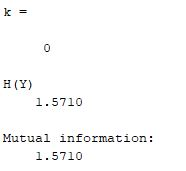 k =
0
H(Y)
1.5710
Mutual information:
1.5710